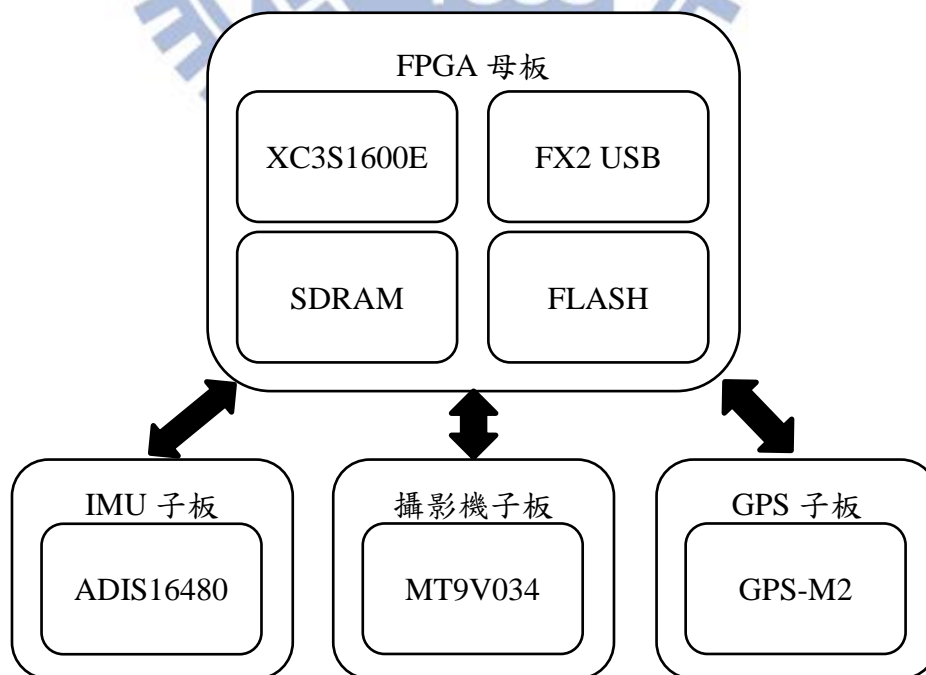 FPGA 母板
XC3S1600E
FX2 USB
SDRAM
FLASH
IMU 子板
攝影機子板
GPS 子板
ADIS16480
MT9V034
GPS-M2